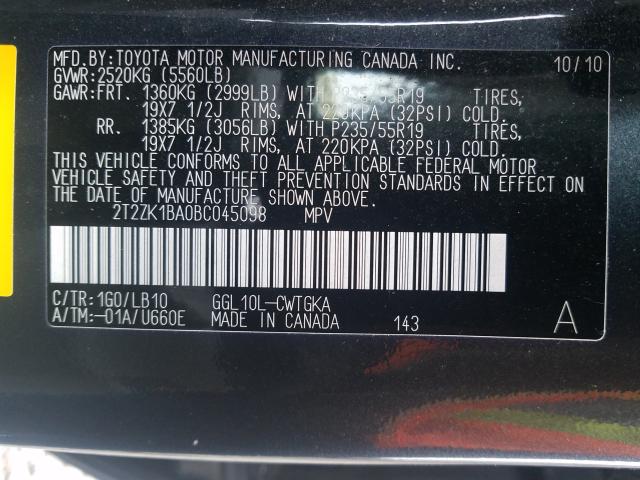 MFD.BY:TOYOTA MOTOR MANUFACTURING CANADA INC. 10/10
GVWR:2520KG (5560LB)
GAWR:FRT. 1360KG (2999LB) WITH P235/55R19 TIRES,
19X7 1/2J RIMS, AT 220KPA (32PSI) COLD.
RR. 1385KG (3056LB) WITH P235/55R19 TIRES,
19X7 1/2J RIMS, AT 220KPA (32PSI) COLD.
THIS VEHICLE CONFORMS TO ALL APPLICABLE FEDERAL MOTOR
VEHICLE SAFETY AND THEFT PREVENTION STANDARDS IN EFFECT ON
THE DATE OF MANUFACTURE SHOWN ABOVE.
2T2ZK1BA0BC045098 MPV
C/TR:1G0/LB10 GGL10L-CWTGKA
A/TM:-01A/U660E MADE IN CANADA 143 A